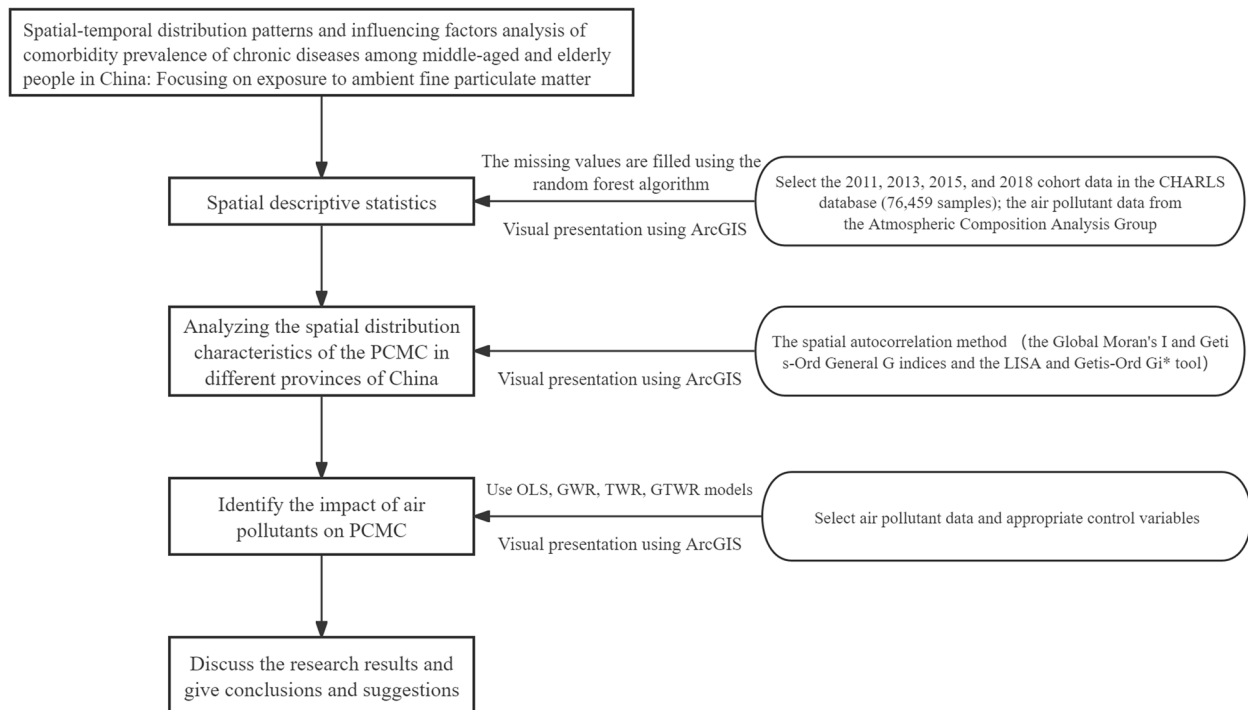 Spatial-temporal distribution patterns and influencing factors analysis of
comorbidity prevalence of chronic diseases among middle-aged and elderly
people in China: Focusing on exposure to ambient fine particulate matter
The missing values are filled using the
random forest algorithm
Spatial descriptive statistics
Visual presentation using ArcGIS
Select the 2011, 2013, 2015, and 2018 cohort data in the CHARLS
database (76,459 samples); the air pollutant data from
the Atmospheric Composition Analysis Group
Analyzing the spatial distribution
characteristics of the PCMC in
different provinces of China
Visual presentation using ArcGIS
The spatial autocorrelation method （the Global Moran's I and Geti
s-Ord General G indices and the LISA and Getis-Ord Gi* tool）
Use OLS, GWR, TWR, GTWR models
Identify the impact of air
pollutants on PCMC
Visual presentation using ArcGIS
Select air pollutant data and appropriate control variables
Discuss the research results and
give conclusions and suggestions